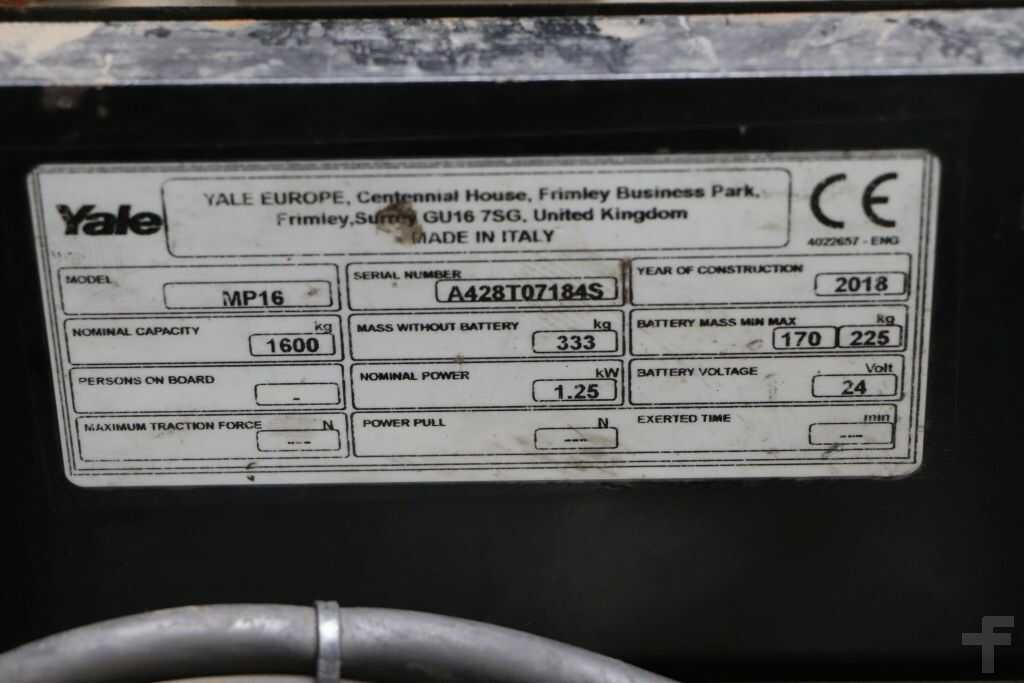 Yale
YALE EUROPE, Centennial House, Frimley Business Park,
Frimley, Surrey GU16 7SG, United Kingdom
MADE IN ITALY
CE
4022657 - ENG
MODEL
MP16
SERIAL NUMBER
A428T07184S
YEAR OF CONSTRUCTION
2018
NOMINAL CAPACITY kg
1600
MASS WITHOUT BATTERY kg
333
BATTERY MASS MIN MAX kg
170 225
PERSONS ON BOARD
-
NOMINAL POWER kW
1.25
BATTERY VOLTAGE Volt
24
MAXIMUM TRACTION FORCE N
---
POWER PULL N
---
EXERTED TIME min
---